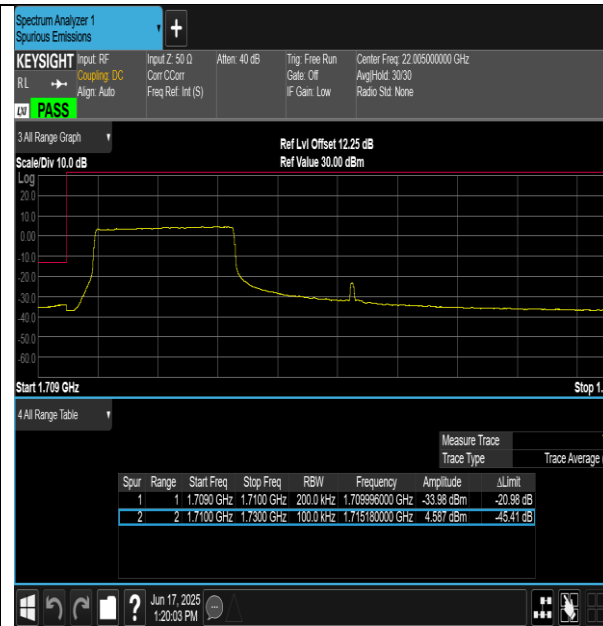 Spectrum Analyzer 1
Spurious Emissions
+
KEYSIGHT Input: RF Input Z: 50 Ω Atten: 40 dB Trig: Free Run Center Freq: 22.005000000 GHz
RL Coupling: DC Corr CCorr Gate: Off Avg|Hold: 30/30
Align: Auto Freq Ref: Int (S) IF Gain: Low Radio Std: None
LXI PASS
3 All Range Graph
Ref Lvl Offset 12.25 dB
Scale/Div 10.0 dB Ref Value 30.00 dBm
Log
20.0
10.0
0.00
-10.0
-20.0
-30.0
-40.0
-50.0
-60.0
Start 1.709 GHz Stop 1.
4 All Range Table
Measure Trace
Trace Type Trace Average (
Spur Range Start Freq Stop Freq RBW Frequency Amplitude ΔLimit
1 1 1.7090 GHz 1.7100 GHz 200.0 kHz 1.709996000 GHz -33.98 dBm -20.98 dB
2 2 1.7100 GHz 1.7300 GHz 100.0 kHz 1.715180000 GHz 4.587 dBm -45.41 dB
? Jun 17, 2025
1:20:03 PM